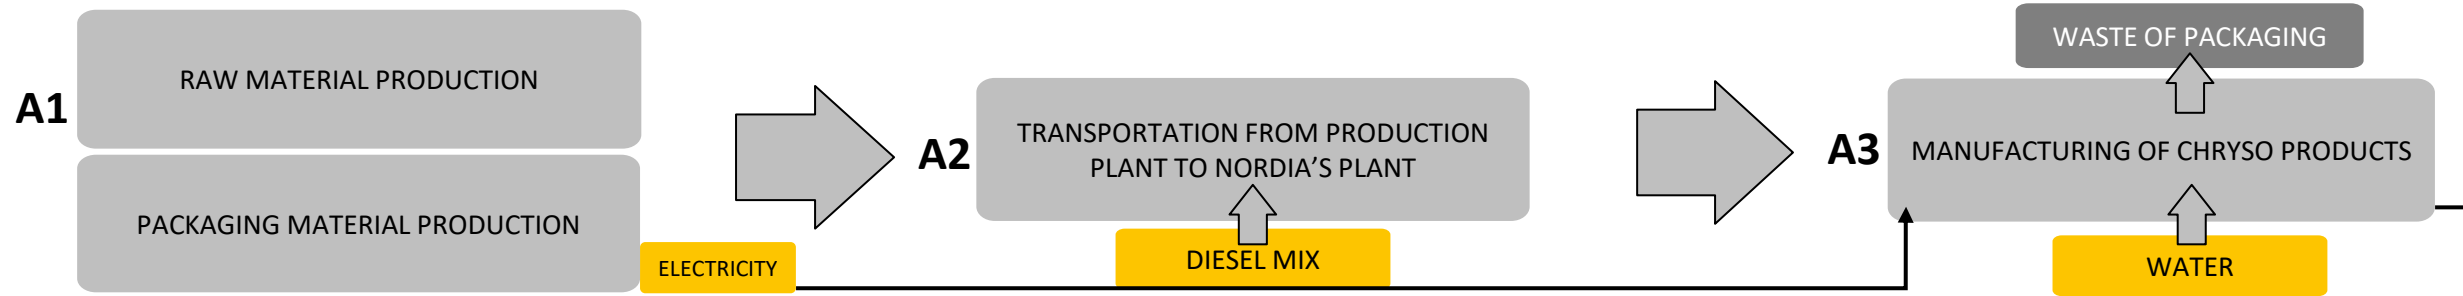 A1
RAW MATERIAL PRODUCTION
PACKAGING MATERIAL PRODUCTION
ELECTRICITY
A2
TRANSPORTATION FROM PRODUCTION
PLANT TO NORDIA’S PLANT
DIESEL MIX
A3
WASTE OF PACKAGING
MANUFACTURING OF CHRYSO PRODUCTS
WATER